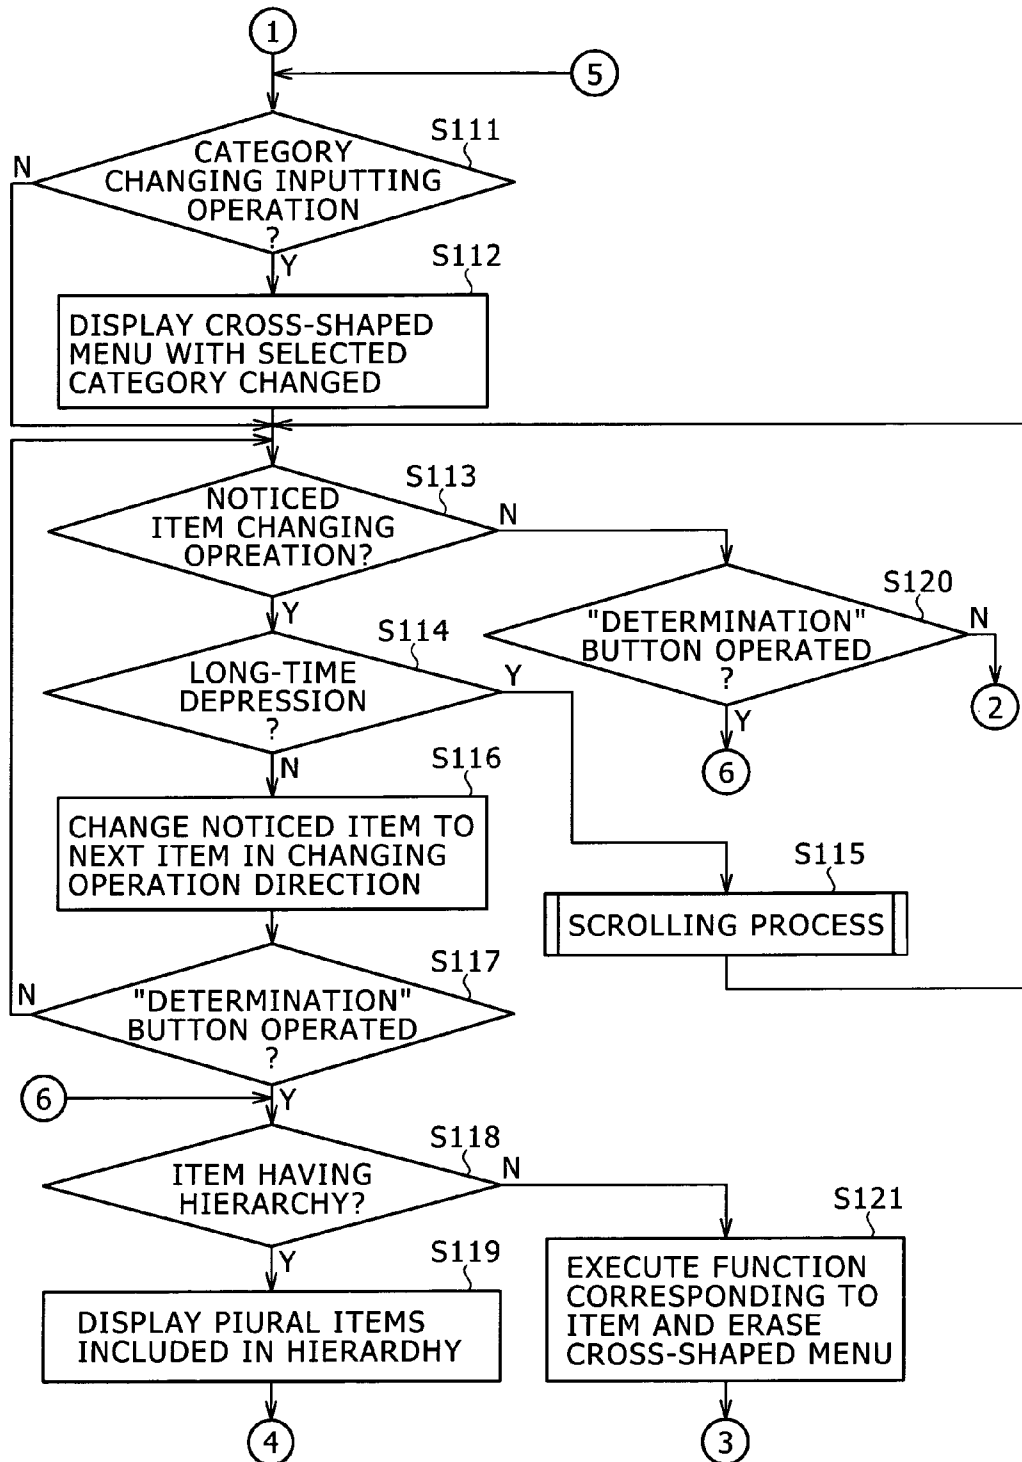 1
5
S111
N
CATEGORY
CHANGING INPUTTING
OPERATION
?
Y
S112
DISPLAY CROSS-SHAPED
MENU WITH SELECTED
CATEGORY CHANGED
S113
NOTICED
ITEM CHANGING
OPREATION?
N
Y
S120
"DETERMINATION"
BUTTON OPERATED
?
N
Y
2
6
S114
LONG-TIME
DEPRESSION
?
Y
N
S116
CHANGE NOTICED ITEM TO
NEXT ITEM IN CHANGING
OPERATION DIRECTION
S115
SCROLLING PROCESS
S117
N
"DETERMINATION"
BUTTON OPERATED
?
Y
6
S118
ITEM HAVING
HIERARCHY?
N
Y
S121
EXECUTE FUNCTION
CORRESPONDING TO
ITEM AND ERASE
CROSS-SHAPED MENU
S119
DISPLAY PIURAL ITEMS
INCLUDED IN HIERARDHY
4
3